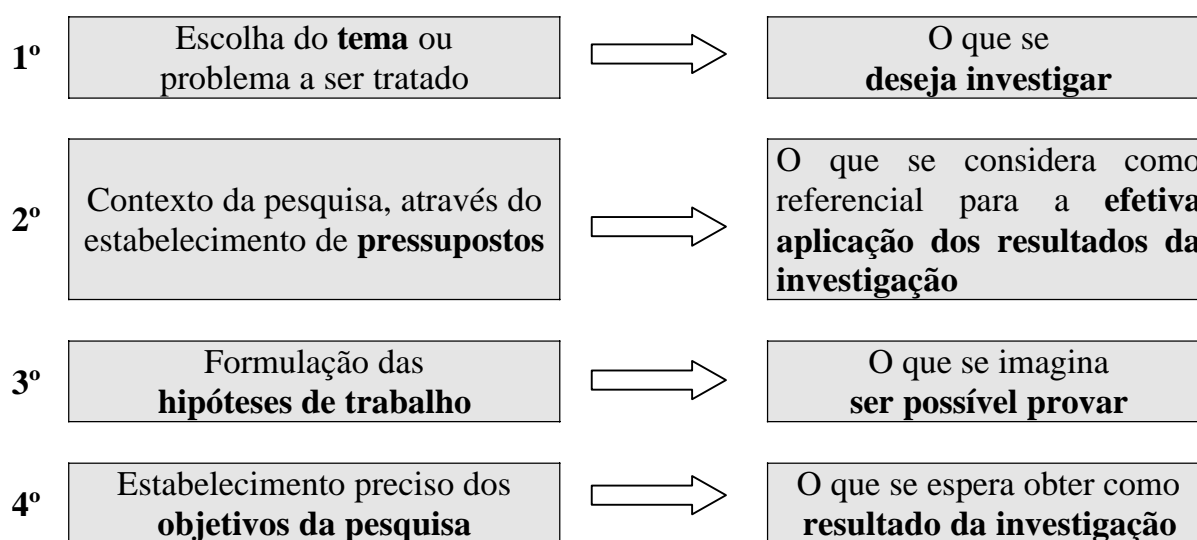 1º
Escolha do tema ou
problema a ser tratado
O que se
deseja investigar
2º
Contexto da pesquisa, através do
estabelecimento de pressupostos
O que se considera como
referencial para a efetiva
aplicação dos resultados da
investigação
3º
Formulação das
hipóteses de trabalho
O que se imagina
ser possível provar
4º
Estabelecimento preciso dos
objetivos da pesquisa
O que se espera obter como
resultado da investigação